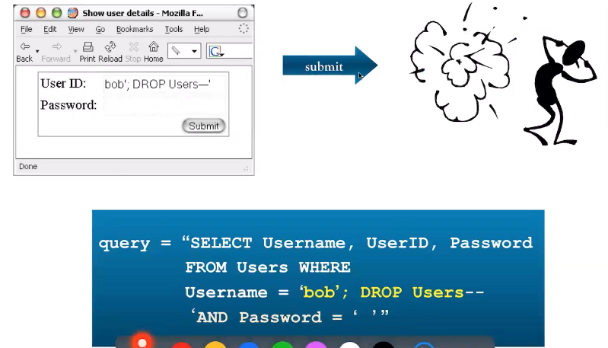 Show user details - Mozilla F...
File Edit View Go Bookmarks Tools Help
Back Forward Print Reload Stop Home
User ID: bob'; DROP Users—'
Password:
Submit
Done
submit
query = “SELECT Username, UserID, Password
FROM Users WHERE
Username = ‘bob’; DROP Users--
‘AND Password = ‘ ’”